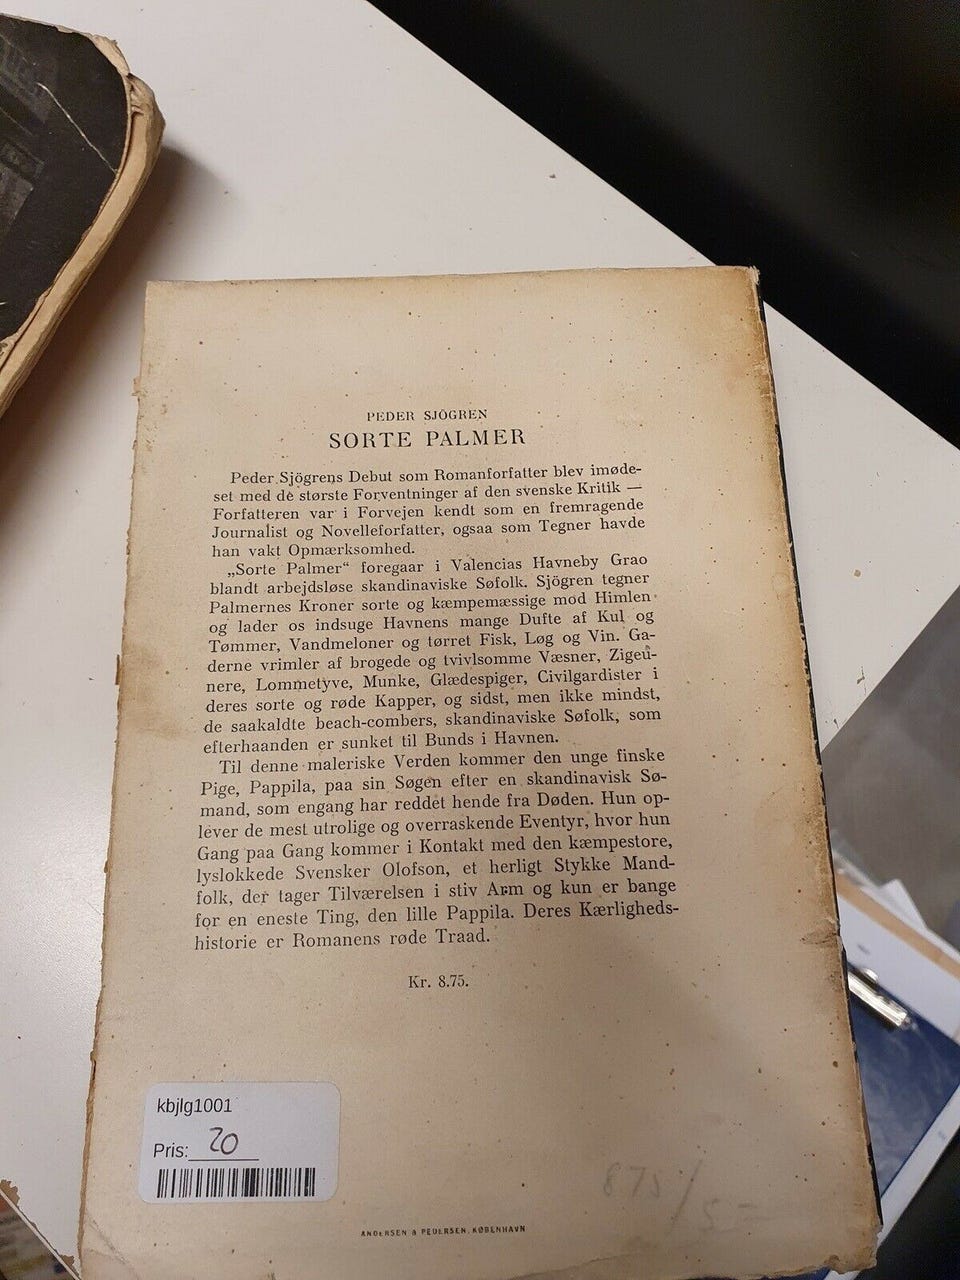 PEDER SJÖGREN
SORTE PALMER
Peder Sjögrens Debut som Romanforfatter blev imøde-
set med de største Forventninger af den svenske Kritik —
Forfatteren var i Forvejen kendt som en fremragende
Journalist og Novelleforfatter, ogsaa som Tegner havde
han vakt Opmærksomhed.
„Sorte Palmer“ foregaar i Valencias Havneby Grao
blandt arbejdsløse skandinaviske Søfolk. Sjögren tegner
Palmernes Kroner sorte og kæmpemæssige mod Himlen
og lader os indsuge Havnens mange Dufte af Kul og
Tømmer, Vandmeloner og tørret Fisk, Løg og Vin. Ga-
derne vrimler af brogede og tvivlsomme Væsner, Zigeu-
nere, Lommetyve, Munke, Glædespiger, Civilgardister i
deres sorte og røde Kapper, og sidst, men ikke mindst,
de saakaldte beach-combers, skandinaviske Søfolk, som
efterhaanden er sunket til Bunds i Havnen.
Til denne maleriske Verden kommer den unge finske
Pige, Pappila, paa sin Søgen efter en skandinavisk Sø-
mand, som engang har reddet hende fra Døden. Hun op-
lever de mest utrolige og overraskende Eventyr, hvor hun
Gang paa Gang kommer i Kontakt med den kæmpestore,
lyslokkede Svensker Olofson, et herligt Stykke Mand-
folk, der tager Tilværelsen i stiv Arm og kun er bange
for en eneste Ting, den lille Pappila. Deres Kærligheds-
historie er Romanens røde Traad.
Kr. 8.75.
kbjlg1001
Pris: 20
875/5-
ANDERSEN & PEDERSEN, KØBENHAVN